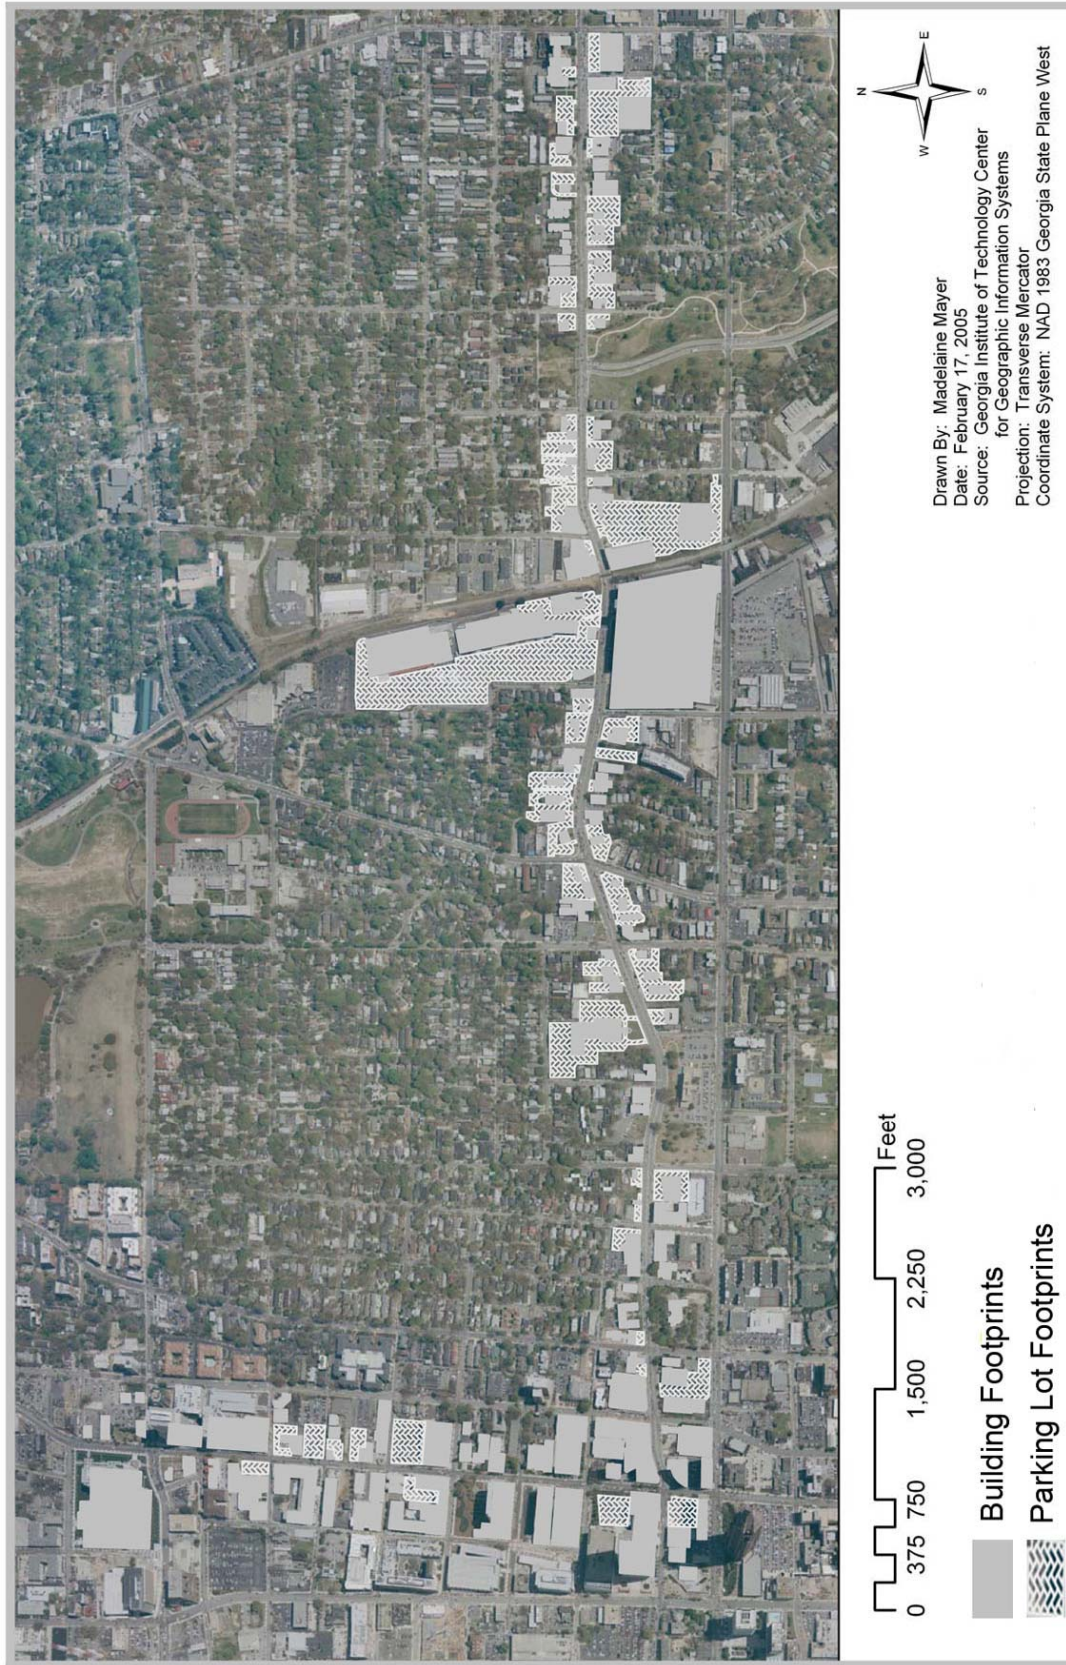 N
E
W
S
Drawn By: Madelaine Mayer
Date: February 17, 2005
Source: Georgia Institute of Technology Center
for Geographic Information Systems
Projection: Transverse Mercator
Coordinate System: NAD 1983 Georgia State Plane West
Feet
0 375 750 1,500 2,250 3,000
Building Footprints
Parking Lot Footprints